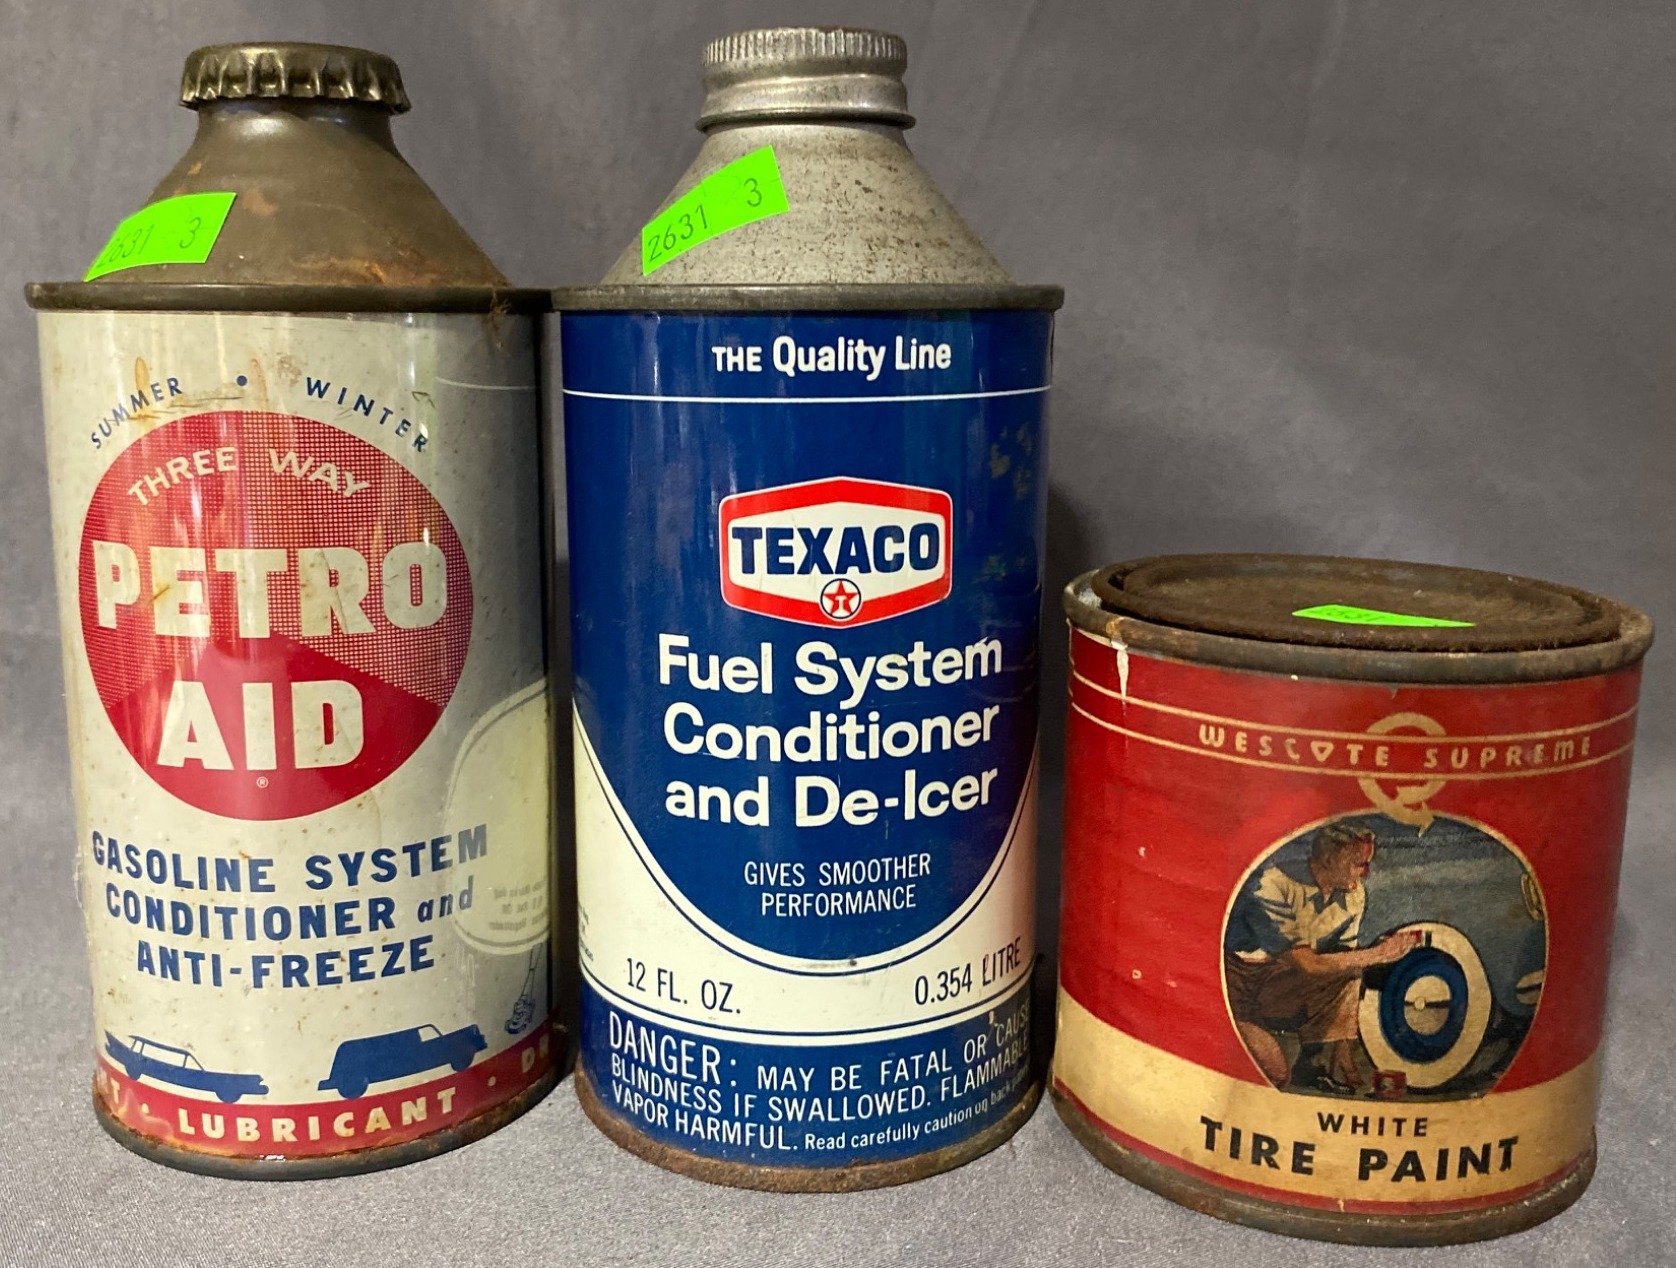 2631 3
SUMMER • WINTER
THREE WAY
PETRO
AID
®
GASOLINE SYSTEM
CONDITIONER and
ANTI-FREEZE
• LUBRICANT •
2631 3
THE Quality Line
TEXACO
T
Fuel System
Conditioner
and De-Icer
GIVES SMOOTHER
PERFORMANCE
12 FL. OZ. 0.354 LITRE
DANGER: MAY BE FATAL OR CAUSE
BLINDNESS IF SWALLOWED. FLAMMABLE
VAPOR HARMFUL. Read carefully caution on back
2631
WESCOTE SUPREME
WHITE
TIRE PAINT